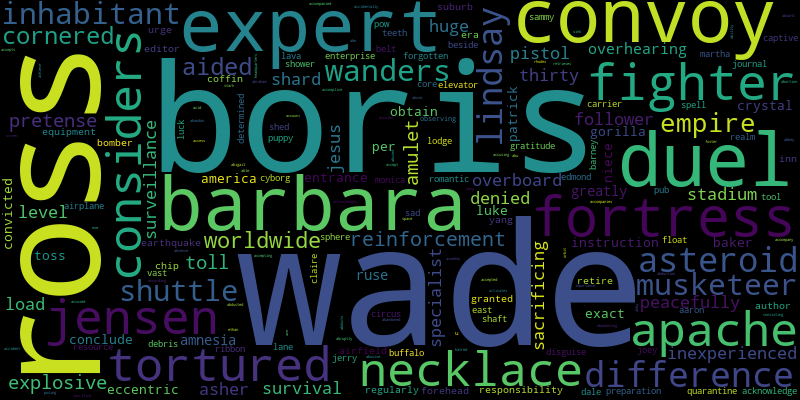 inhabitant
expert
convoy
cornered
aided
wanders
huge
suburb
lindsay
pistol
overhearing
fighter
ross
considers
boris
pretense
surveillance
shard
thirty
follower
empire
gorilla
crystal
captive
duel
barbara
jesus
amulet
obtain
per
overboard
denied
luke
niece
stadium
fortress
america
cyborg
entrance
worldwide
sphere
reinforcement
wade
instruction
baker
float
asteroid
musketeer
peacefully
shuttle
toll
ruse
specialist
sacrificing
granted
retire
exact
apache
jensen
tortured
necklace
difference
inexperienced
explosive
eccentric
asher
survival
regularly
forehead
responsibility
dale
preparation
quarantine
acknowledge
amnesia
conclude
debris
ribbon
resource
load
level
toss
convicted
equipment
airplane
bomber
earthquake
chip
vast
lane
claire
circus
airfield
jerry
buffalo
disguise
joey
aaron
author
greatly
patrick
elevator
enterprise
forgotten
core
beside
era
belt
teeth
pow
lava
shower
coffin
editor
urge
luck
determined
shed
puppy
monica
romantic
lodge
observing
gratitude
carrier
spell
barney
edmond
realm
inn
pub
tool
journal
martha
sammy
sad
yang
east
shaft